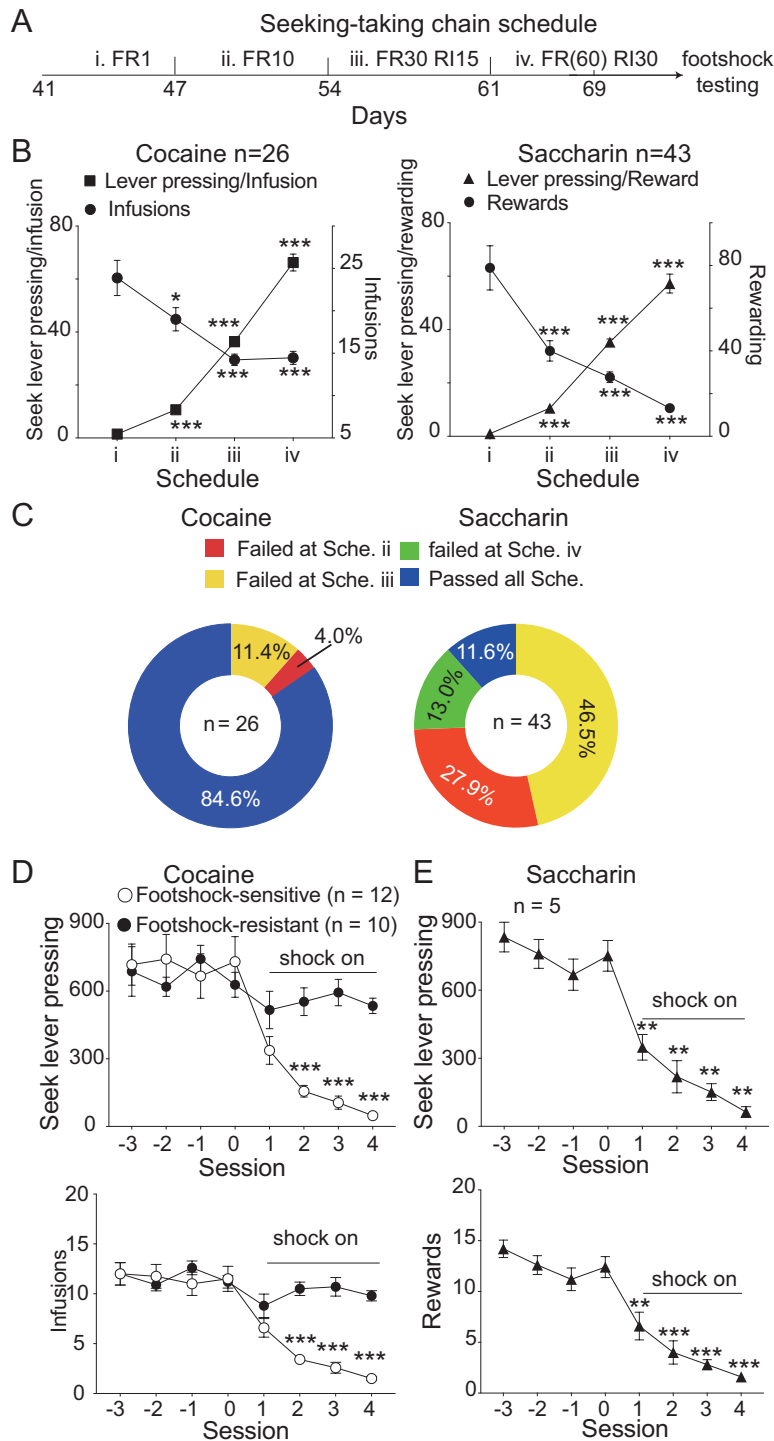 A
Seeking-taking chain schedule
i. FR1 ii. FR10 iii. FR30 RI15 iv. FR(60) RI30 footshock testing
41 47 54 61 69
Days
B
Cocaine n=26
■ Lever pressing/Infusion
● Infusions
Seek lever pressing/infusion
80
40
0
Infusions
25
15
5
*
***
***
***
***
***
i ii iii iv
Schedule
Saccharin n=43
▲ Lever pressing/Reward
● Rewards
Seek lever pressing/rewarding
80
40
0
Rewarding
80
40
0
***
***
***
***
***
***
i ii iii iv
Schedule
C
Cocaine Saccharin
Failed at Sche. ii failed at Sche. iv
Failed at Sche. iii Passed all Sche.
11.4%
4.0%
n = 26
84.6%
11.6%
13.0%
n = 43
46.5%
27.9%
D
Cocaine
○ Footshock-sensitive (n = 12)
● Footshock-resistant (n = 10)
Seek lever pressing
900
600
300
0
shock on
*** *** ***
-3 -2 -1 0 1 2 3 4
Session
Infusions
15
10
5
0
shock on
*** *** ***
-3 -2 -1 0 1 2 3 4
Session
E
Saccharin
n = 5
Seek lever pressing
900
600
300
0
shock on
** ** ** **
-3 -2 -1 0 1 2 3 4
Session
Rewards
20
15
10
5
0
shock on
** *** *** ***
-3 -2 -1 0 1 2 3 4
Session